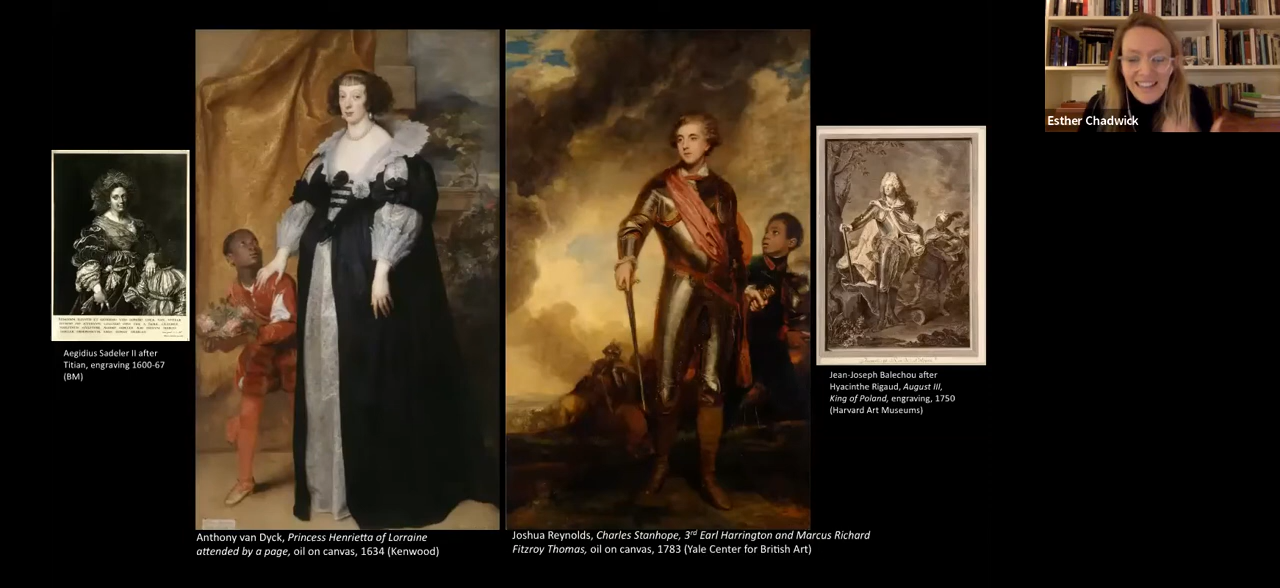 Esther Chadwick
Aegidius Sadeler II after
Titian, engraving 1600-67
(BM)
Anthony van Dyck, Princess Henrietta of Lorraine
attended by a page, oil on canvas, 1634 (Kenwood)
Joshua Reynolds, Charles Stanhope, 3rd Earl Harrington and Marcus Richard
Fitzroy Thomas, oil on canvas, 1783 (Yale Center for British Art)
Jean-Joseph Balechou after
Hyacinthe Rigaud, August III,
King of Poland, engraving, 1750
(Harvard Art Museums)